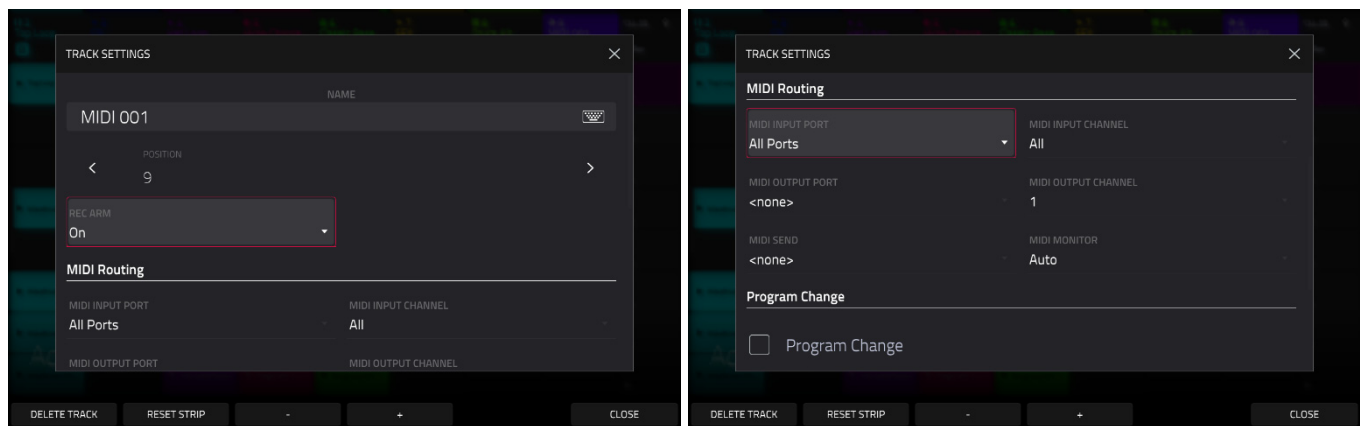 TRACK SETTINGS
NAME
MIDI 001
POSITION
9
REC ARM
On
MIDI Routing
MIDI INPUT PORT MIDI INPUT CHANNEL
All Ports All
MIDI OUTPUT PORT MIDI OUTPUT CHANNEL
DELETE TRACK RESET STRIP - + CLOSE
TRACK SETTINGS
MIDI Routing
MIDI INPUT PORT MIDI INPUT CHANNEL
All Ports All
MIDI OUTPUT PORT MIDI OUTPUT CHANNEL
<none> 1
MIDI SEND MIDI MONITOR
<none> Auto
Program Change
Program Change
DELETE TRACK RESET STRIP - + CLOSE